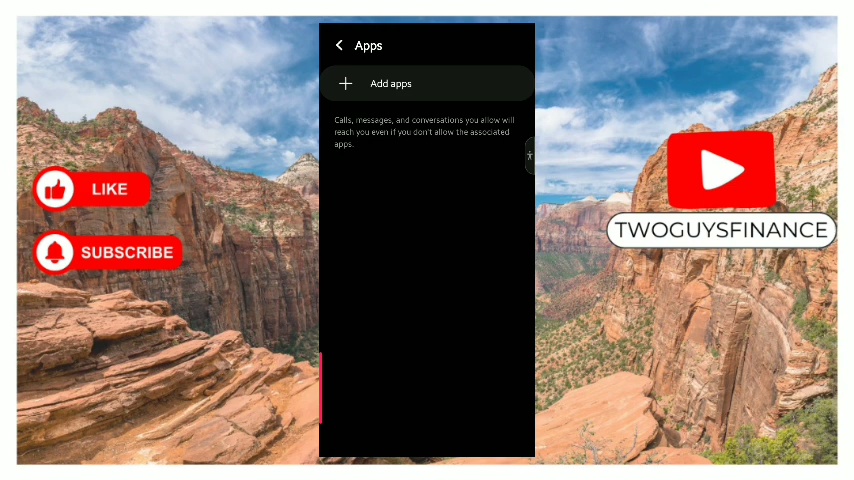 Apps
Add apps
Calls, messages, and conversations you allow will
reach you even if you don't allow the associated
apps.
LIKE
SUBSCRIBE
TWOGUYSFINANCE